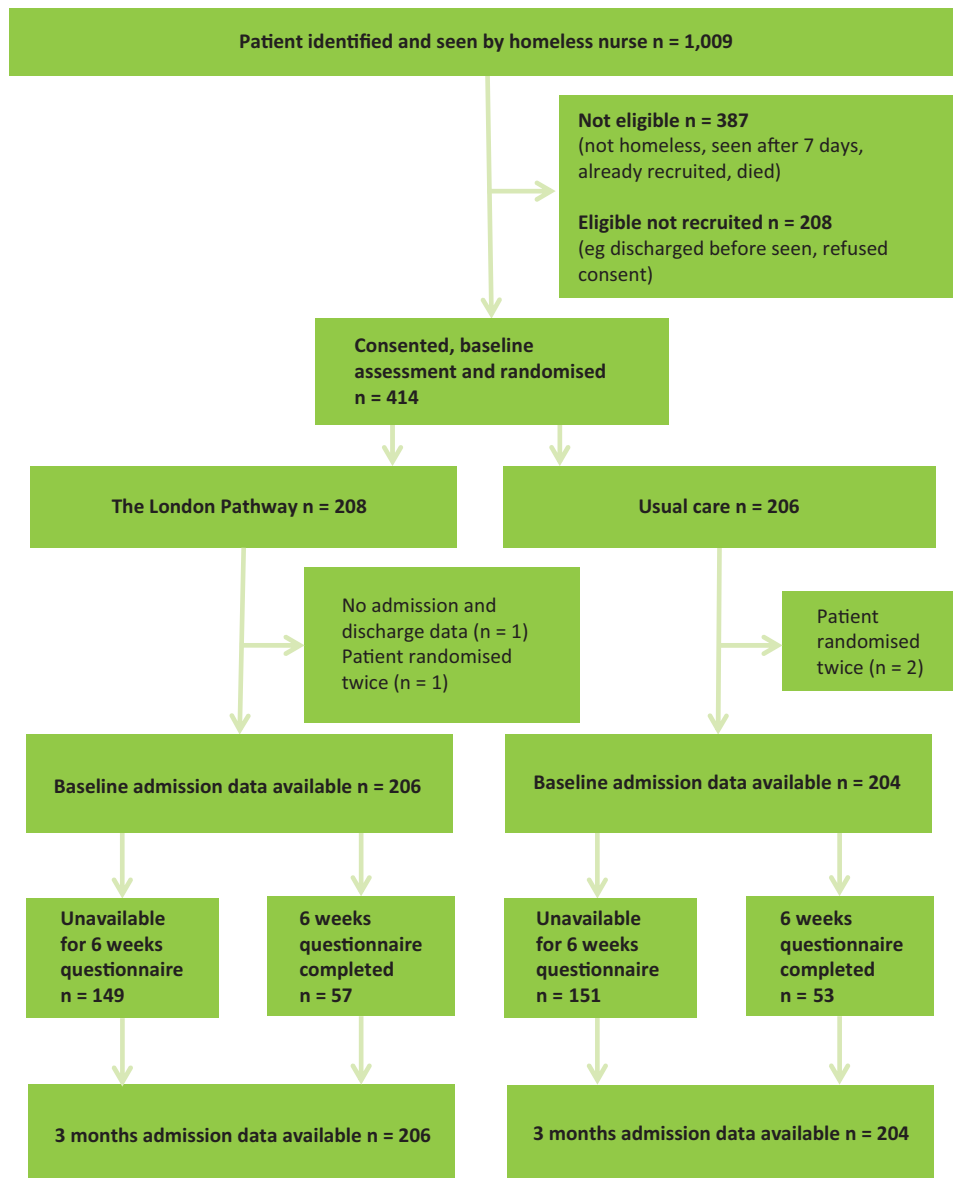 Patient identified and seen by homeless nurse n = 1,009
Not eligible n = 387
(not homeless, seen after 7 days,
already recruited, died)
Eligible not recruited n = 208
(eg discharged before seen, refused
consent)
Consented, baseline
assessment and randomised
n = 414
The London Pathway n = 208
Usual care n = 206
No admission and
discharge data (n = 1)
Patient randomised
twice (n = 1)
Patient
randomised
twice (n = 2)
Baseline admission data available n = 206
Baseline admission data available n = 204
Unavailable
for 6 weeks
questionnaire
n = 149
6 weeks
questionnaire
completed
n = 57
Unavailable
for 6 weeks
questionnaire
n = 151
6 weeks
questionnaire
completed
n = 53
3 months admission data available n = 206
3 months admission data available n = 204